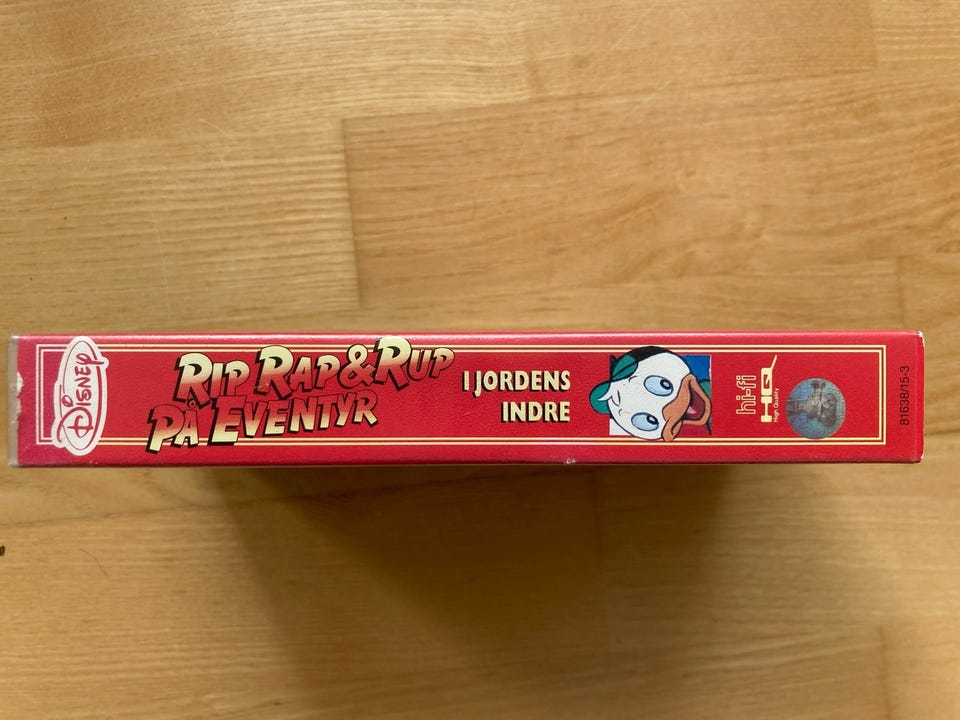 Disney
RIP RAP & RUP
PÅ EVENTYR
I JORDENS
INDRE
hi-fi
HQ
High Quality
81638/15-3